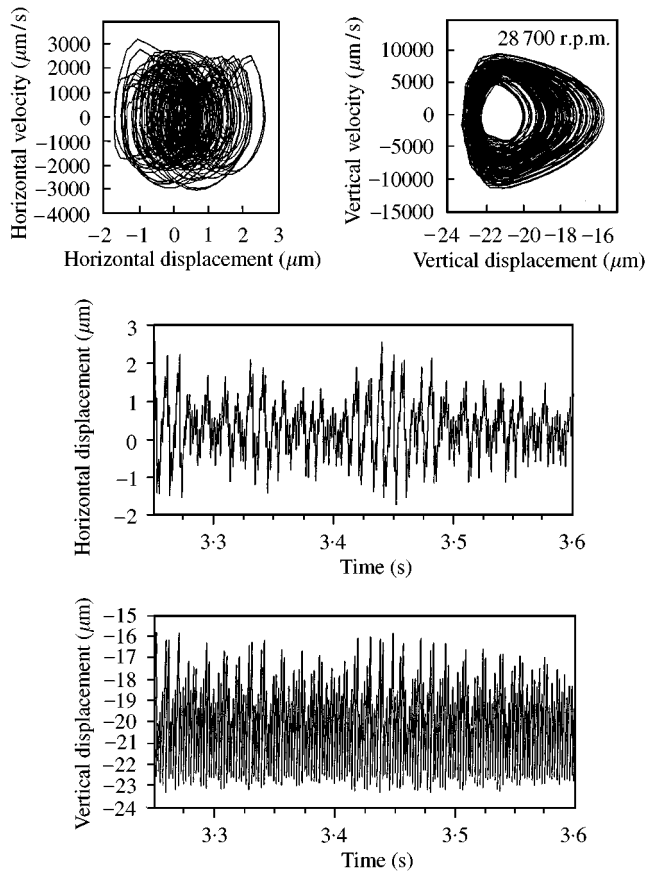 Horizontal velocity (μm/s)
3000
2000
1000
0
−1000
−2000
−3000
−4000
−2 −1 0 1 2 3
Horizontal displacement (μm)
28 700 r.p.m.
Vertical velocity (μm/s)
10000
5000
0
−5000
−10000
−15000
−24 −22 −20 −18 −16
Vertical displacement (μm)
Horizontal displacement (μm)
3
2
1
0
−1
−2
3·3 3·4 3·5 3·6
Time (s)
Vertical displacement (μm)
−15
−16
−17
−18
−19
−20
−21
−22
−23
−24
3·3 3·4 3·5 3·6
Time (s)